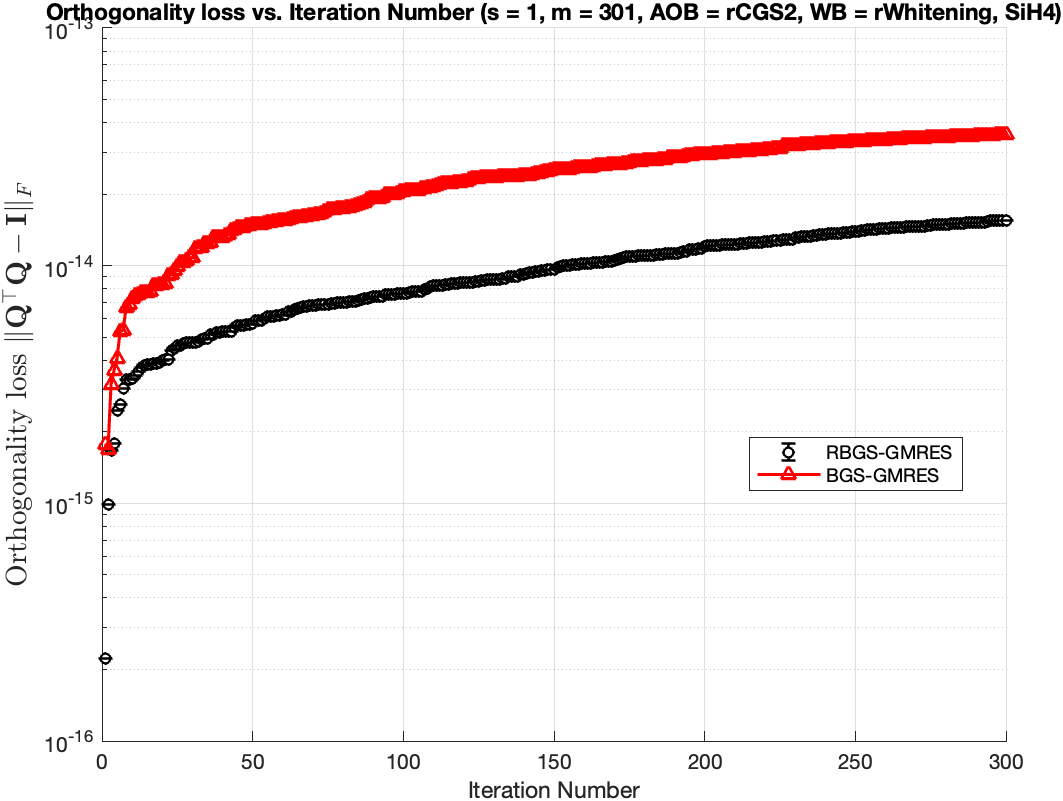 Orthogonality loss vs. Iteration Number (s = 1, m = 301, AOB = rCGS2, WB = rWhitening, SiH4)
10^-13
10^-14
10^-15
10^-16
Orthogonality loss ||Q^⊤Q − I||_F
RBGS-GMRES
BGS-GMRES
0 50 100 150 200 250 300
Iteration Number